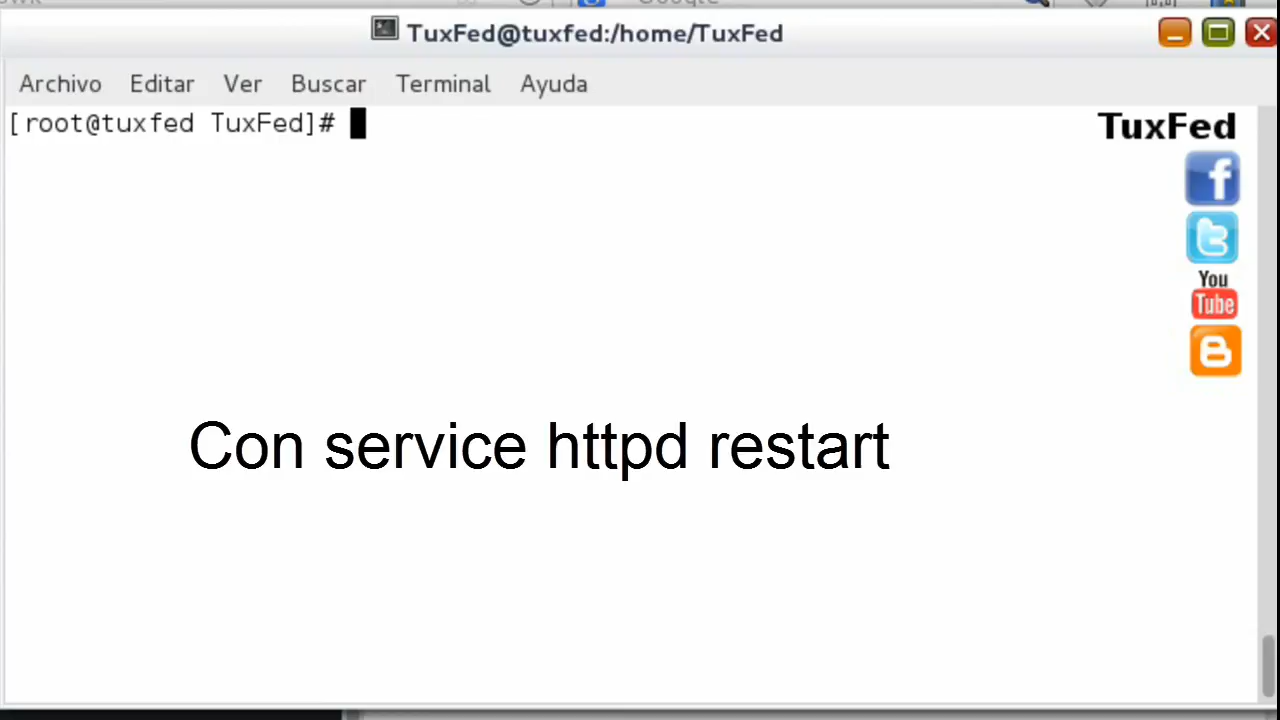 Google
TuxFed@tuxfed:/home/TuxFed
Archivo Editar Ver Buscar Terminal Ayuda
[root@tuxfed TuxFed]#
TuxFed
You
Tube
Con service httpd restart